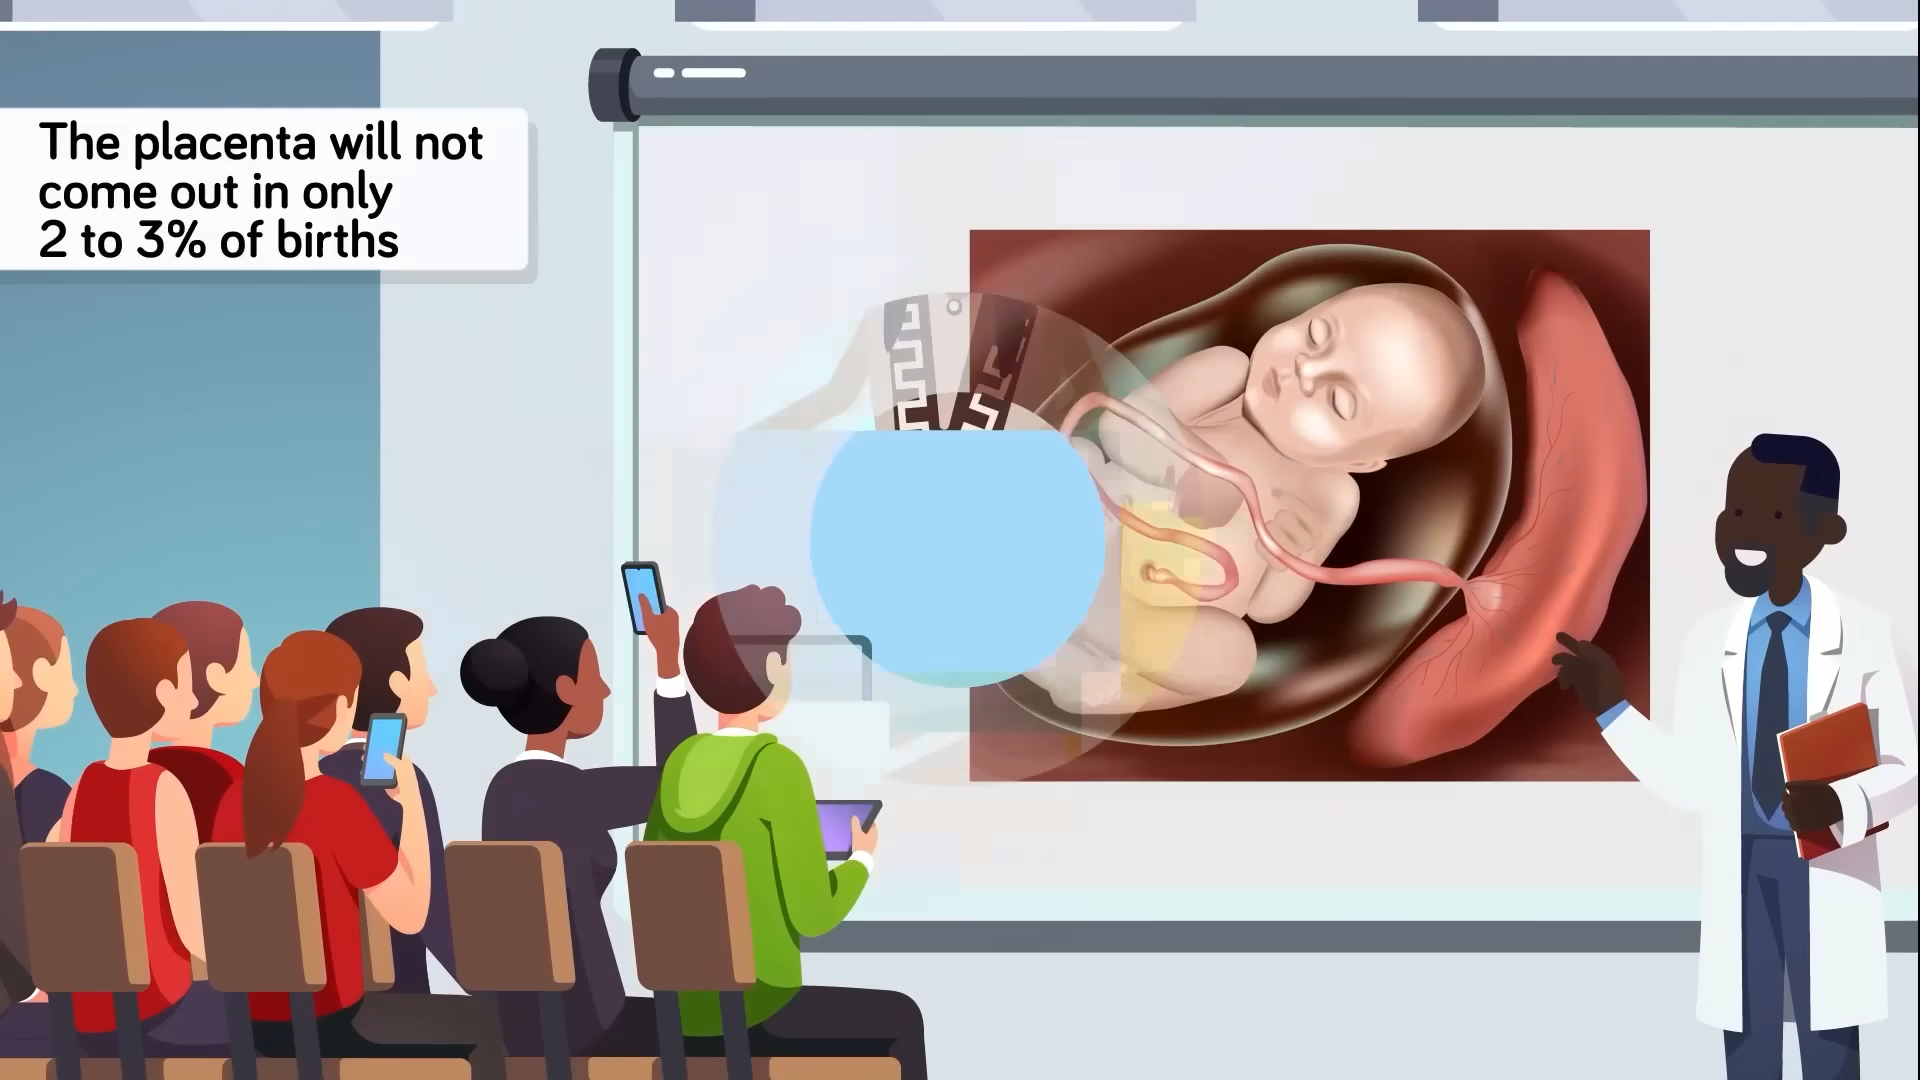 The placenta will not
come out in only
2 to 3% of births